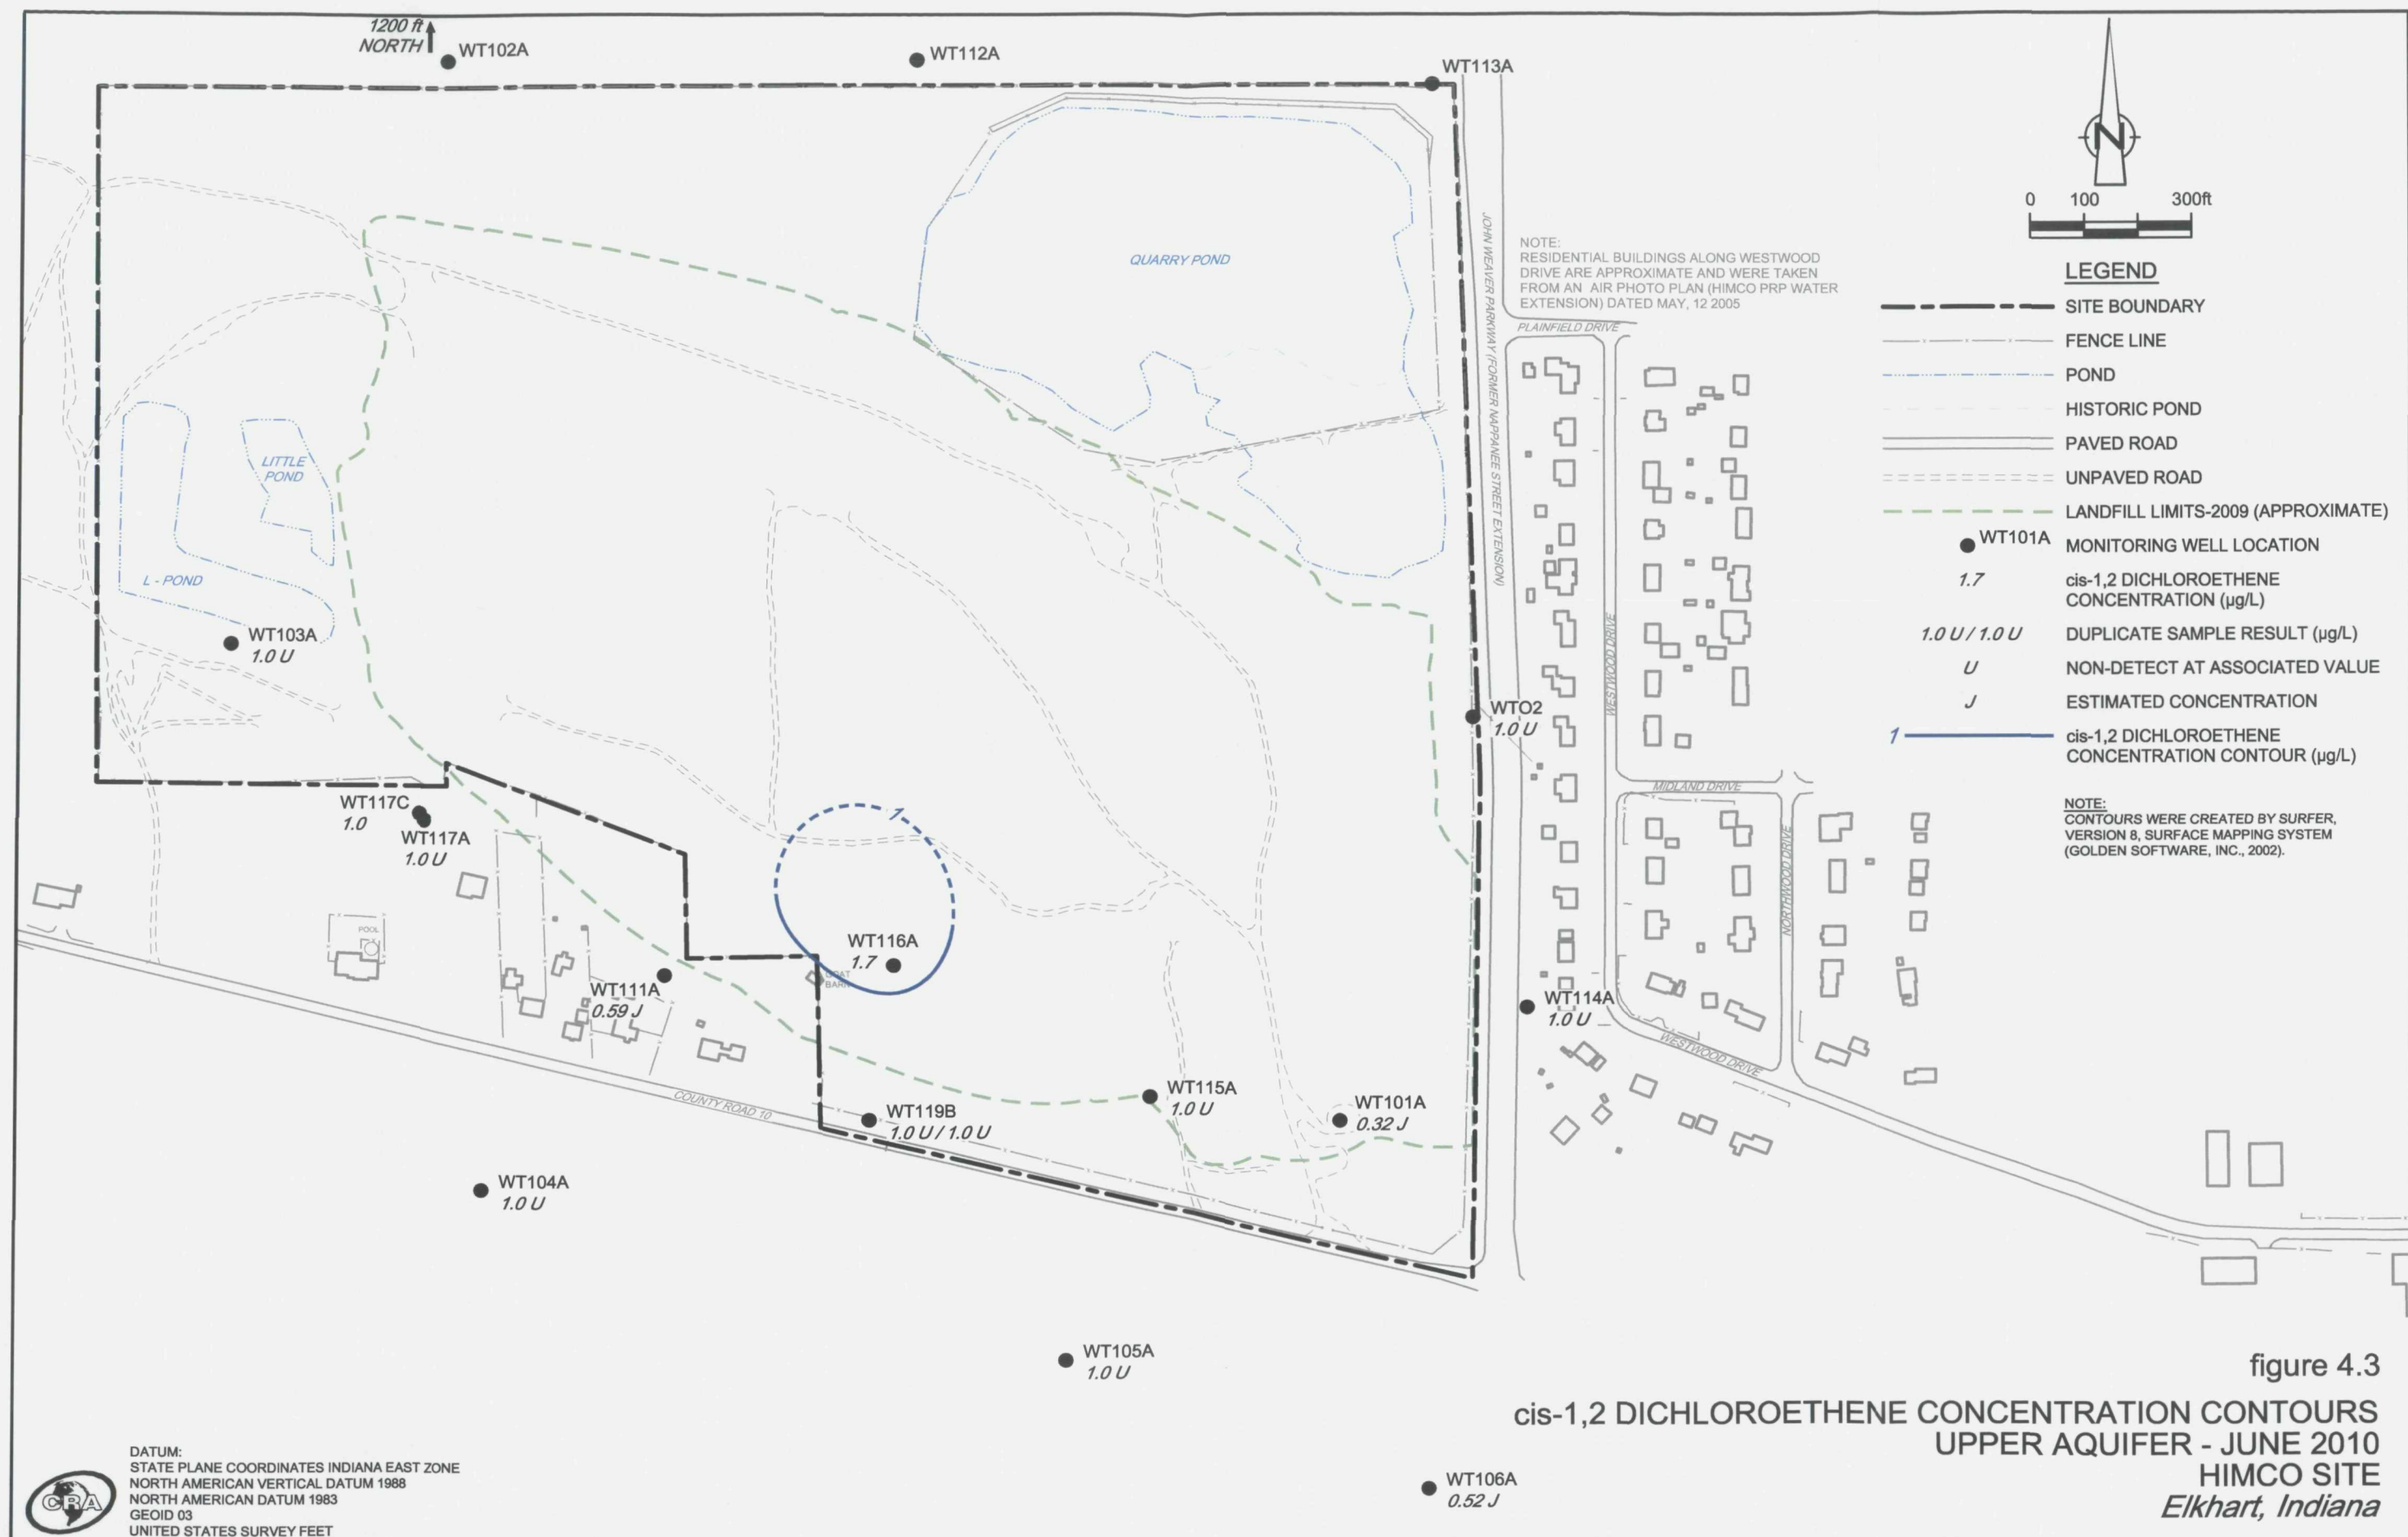 1200 ft
NORTH
WT102A
WT112A
WT113A
N
0 100 300ft
QUARRY POND
JOHN WEAVER PARKWAY (FORMER NAPPANEE STREET EXTENSION)
NOTE:
RESIDENTIAL BUILDINGS ALONG WESTWOOD
DRIVE ARE APPROXIMATE AND WERE TAKEN
FROM AN AIR PHOTO PLAN (HIMCO PRP WATER
EXTENSION) DATED MAY, 12 2005
PLAINFIELD DRIVE
LEGEND
SITE BOUNDARY
FENCE LINE
POND
HISTORIC POND
PAVED ROAD
UNPAVED ROAD
LANDFILL LIMITS-2009 (APPROXIMATE)
WT101A MONITORING WELL LOCATION
1.7 cis-1,2 DICHLOROETHENE
CONCENTRATION (µg/L)
1.0 U / 1.0 U DUPLICATE SAMPLE RESULT (µg/L)
U NON-DETECT AT ASSOCIATED VALUE
J ESTIMATED CONCENTRATION
1 cis-1,2 DICHLOROETHENE
CONCENTRATION CONTOUR (µg/L)
NOTE:
CONTOURS WERE CREATED BY SURFER,
VERSION 8, SURFACE MAPPING SYSTEM
(GOLDEN SOFTWARE, INC., 2002).
LITTLE
POND
L - POND
WT103A
1.0 U
WESTWOOD DRIVE
WTO2
1.0 U
MIDLAND DRIVE
NORTHWOOD DRIVE
WT117C
1.0
WT117A
1.0 U
1
POOL
WT116A
1.7
GOAT
BARN
WT111A
0.59 J
WT114A
1.0 U
WESTWOOD DRIVE
COUNTY ROAD 10
WT119B
1.0 U / 1.0 U
WT115A
1.0 U
WT101A
0.32 J
WT104A
1.0 U
WT105A
1.0 U
WT106A
0.52 J
figure 4.3
cis-1,2 DICHLOROETHENE CONCENTRATION CONTOURS
UPPER AQUIFER - JUNE 2010
HIMCO SITE
Elkhart, Indiana
CRA
DATUM:
STATE PLANE COORDINATES INDIANA EAST ZONE
NORTH AMERICAN VERTICAL DATUM 1988
NORTH AMERICAN DATUM 1983
GEOID 03
UNITED STATES SURVEY FEET